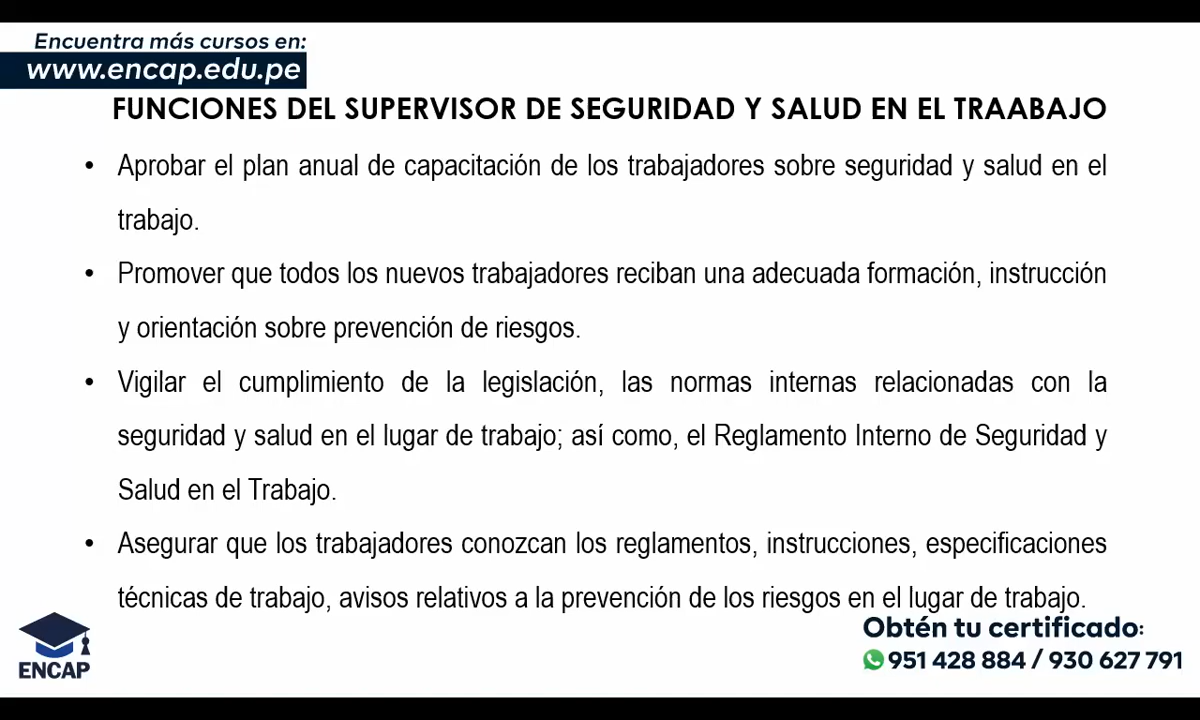 Encuentra más cursos en:
www.encap.edu.pe
FUNCIONES DEL SUPERVISOR DE SEGURIDAD Y SALUD EN EL TRAABAJO
• Aprobar el plan anual de capacitación de los trabajadores sobre seguridad y salud en el
trabajo.
• Promover que todos los nuevos trabajadores reciban una adecuada formación, instrucción
y orientación sobre prevención de riesgos.
• Vigilar el cumplimiento de la legislación, las normas internas relacionadas con la
seguridad y salud en el lugar de trabajo; así como, el Reglamento Interno de Seguridad y
Salud en el Trabajo.
• Asegurar que los trabajadores conozcan los reglamentos, instrucciones, especificaciones
técnicas de trabajo, avisos relativos a la prevención de los riesgos en el lugar de trabajo.
ENCAP
Obtén tu certificado:
951 428 884 / 930 627 791